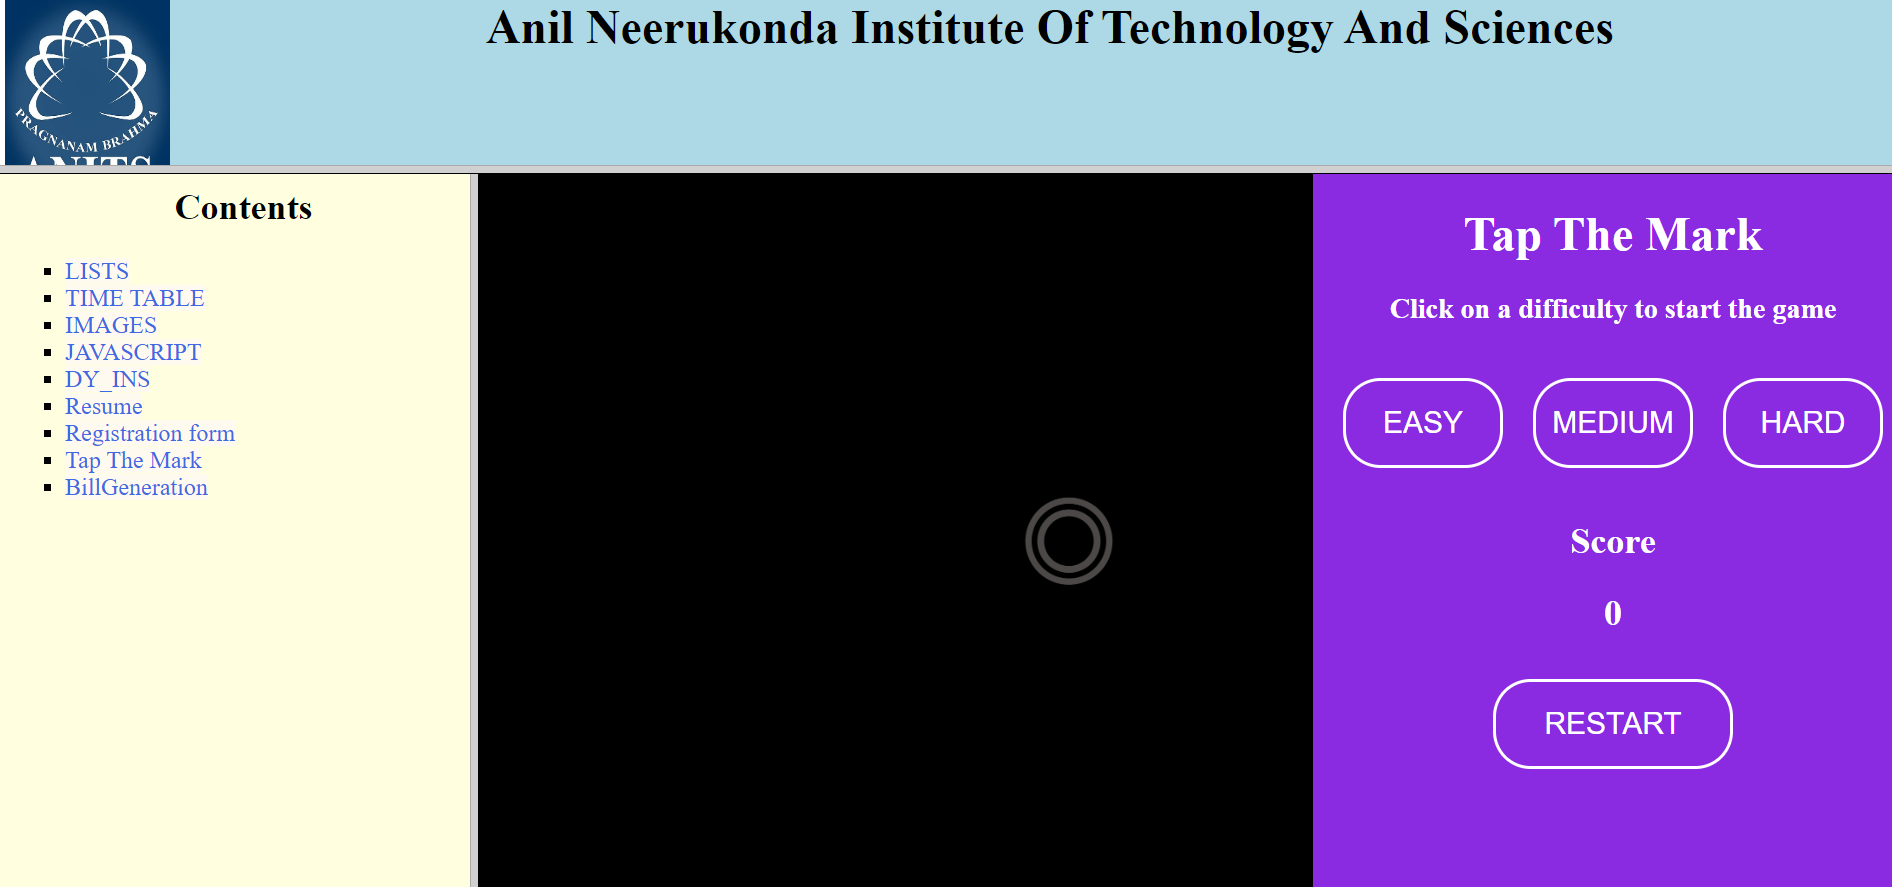 Anil Neerukonda Institute Of Technology And Sciences
PRAGNANAM BRAHMA
ANITS
Contents
LISTS
TIME TABLE
IMAGES
JAVASCRIPT
DY_INS
Resume
Registration form
Tap The Mark
BillGeneration
Tap The Mark
Click on a difficulty to start the game
EASY MEDIUM HARD
Score
0
RESTART